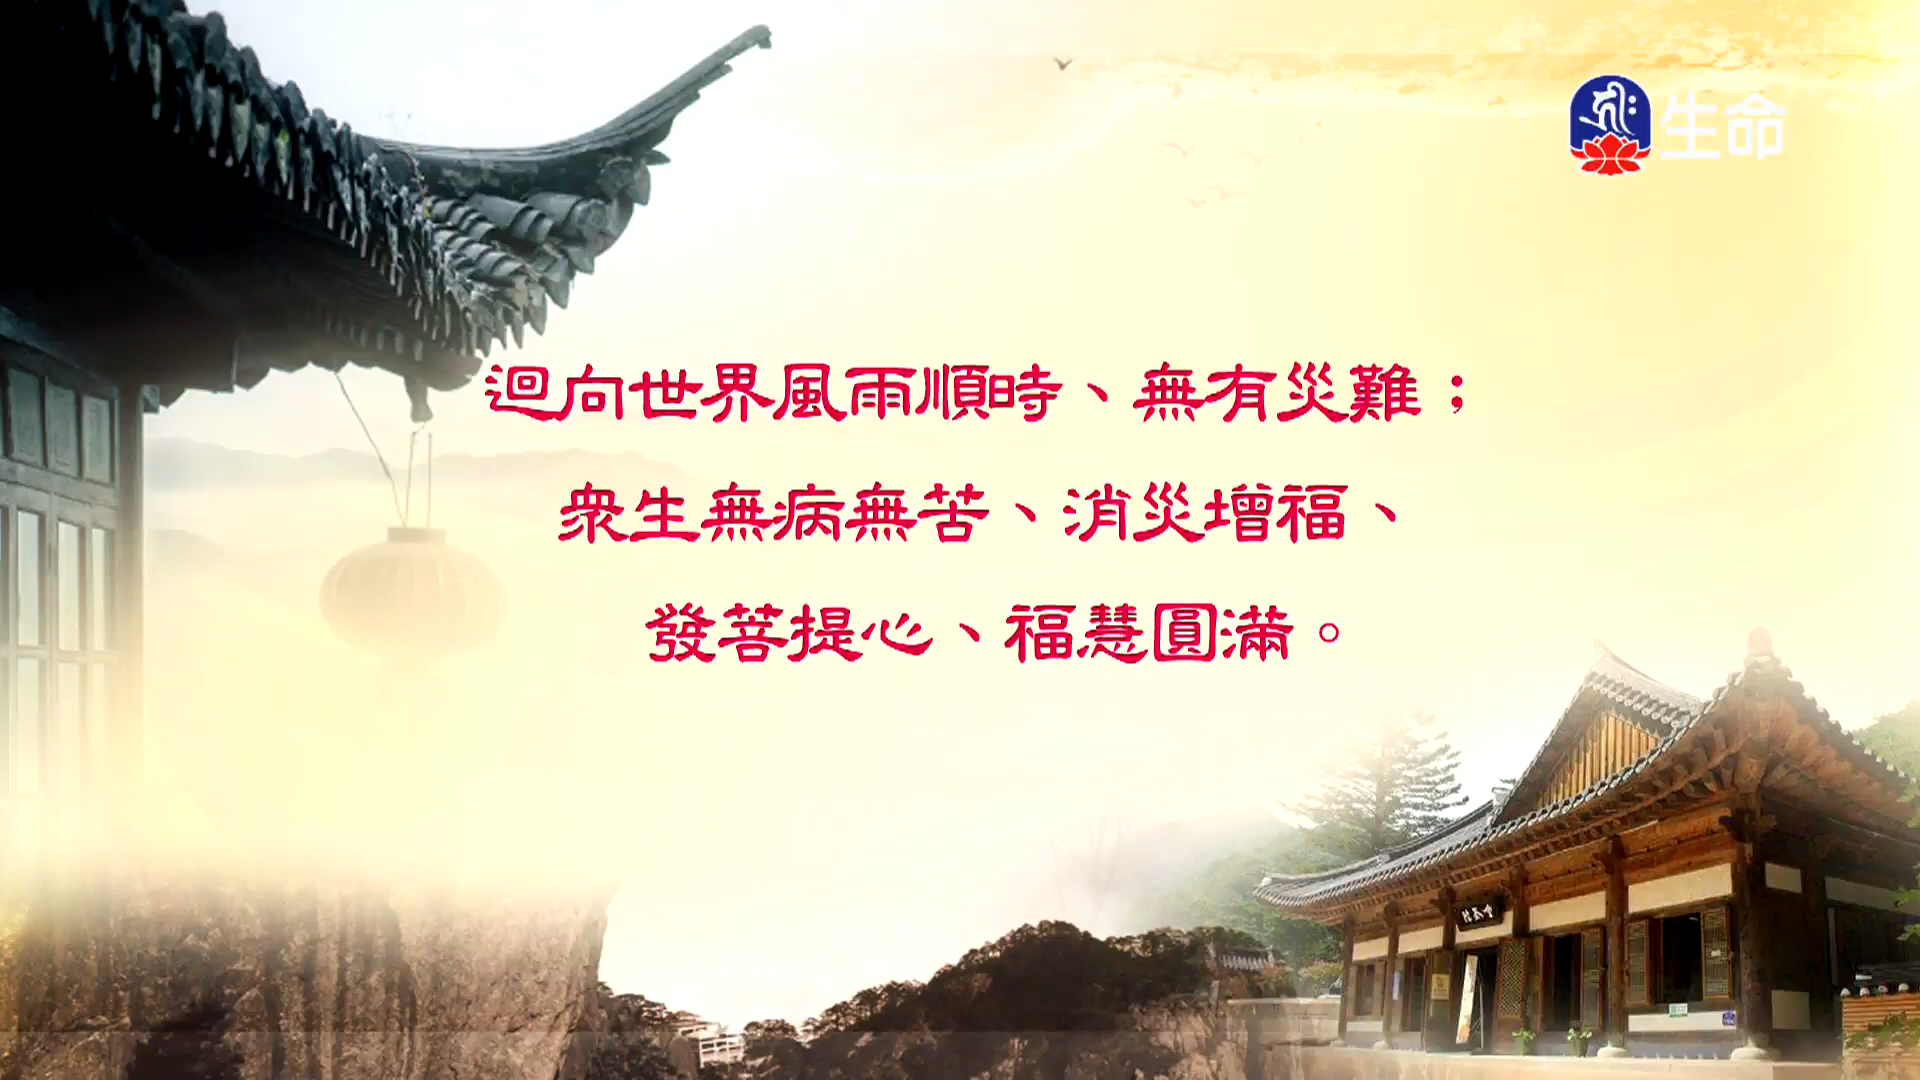 生命
迴向世界風雨順時、無有災難；
衆生無病無苦、消災增福、
發菩提心、福慧圓滿。